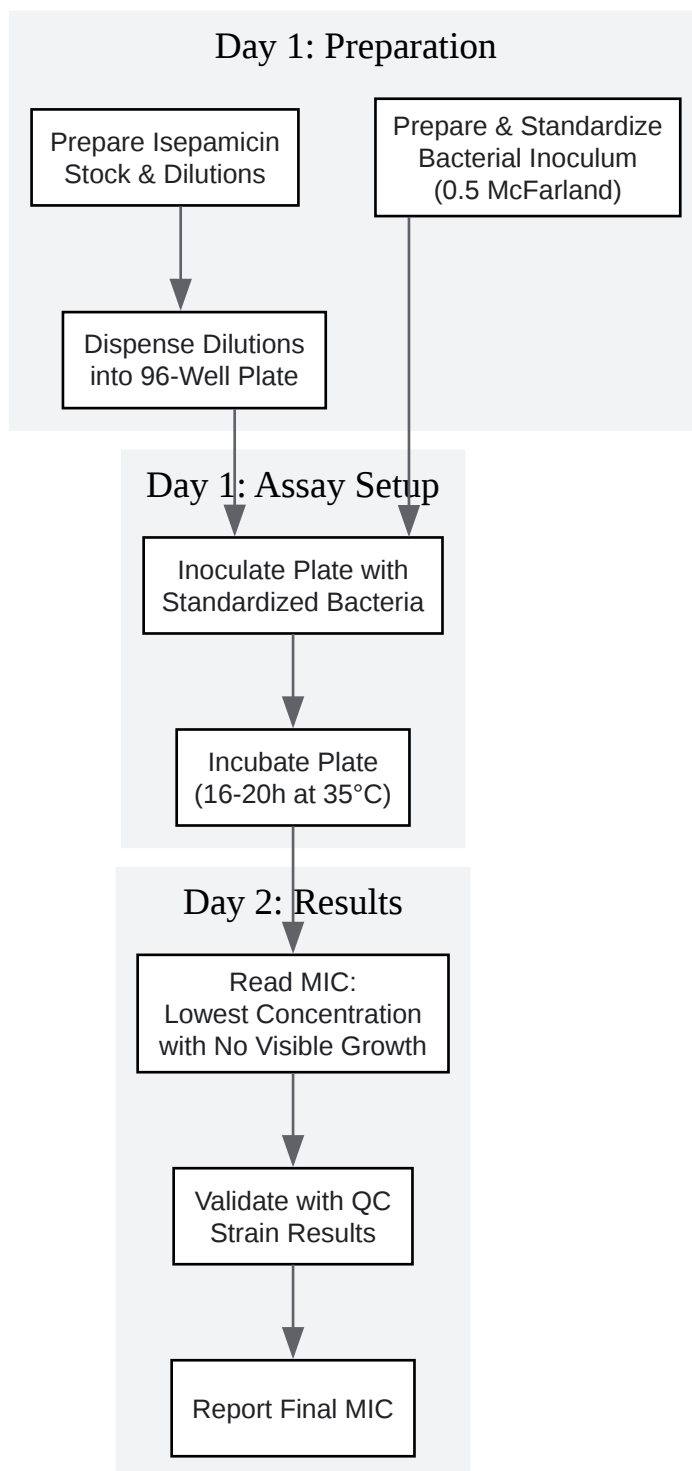 Day 1: Preparation
Prepare Isepamicin
Stock & Dilutions
Prepare & Standardize
Bacterial Inoculum
(0.5 McFarland)
Dispense Dilutions
into 96-Well Plate
Day 1: Assay Setup
Inoculate Plate with
Standardized Bacteria
Incubate Plate
(16-20h at 35°C)
Day 2: Results
Read MIC:
Lowest Concentration
with No Visible Growth
Validate with QC
Strain Results
Report Final MIC